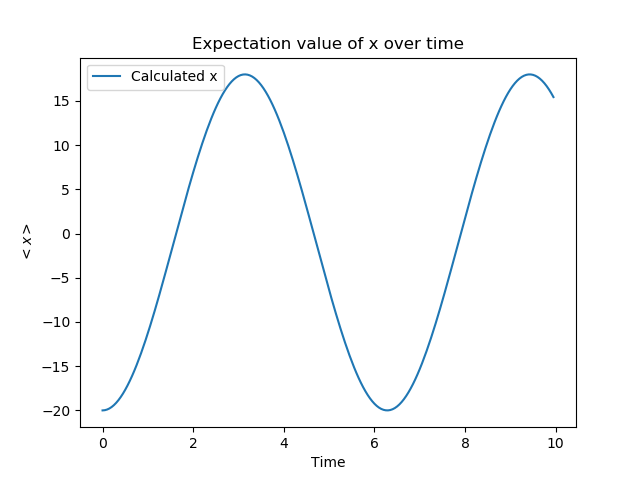 Expectation value of x over time
Calculated x
15
10
5
0
−5
−10
−15
−20
< x >
0 2 4 6 8 10
Time